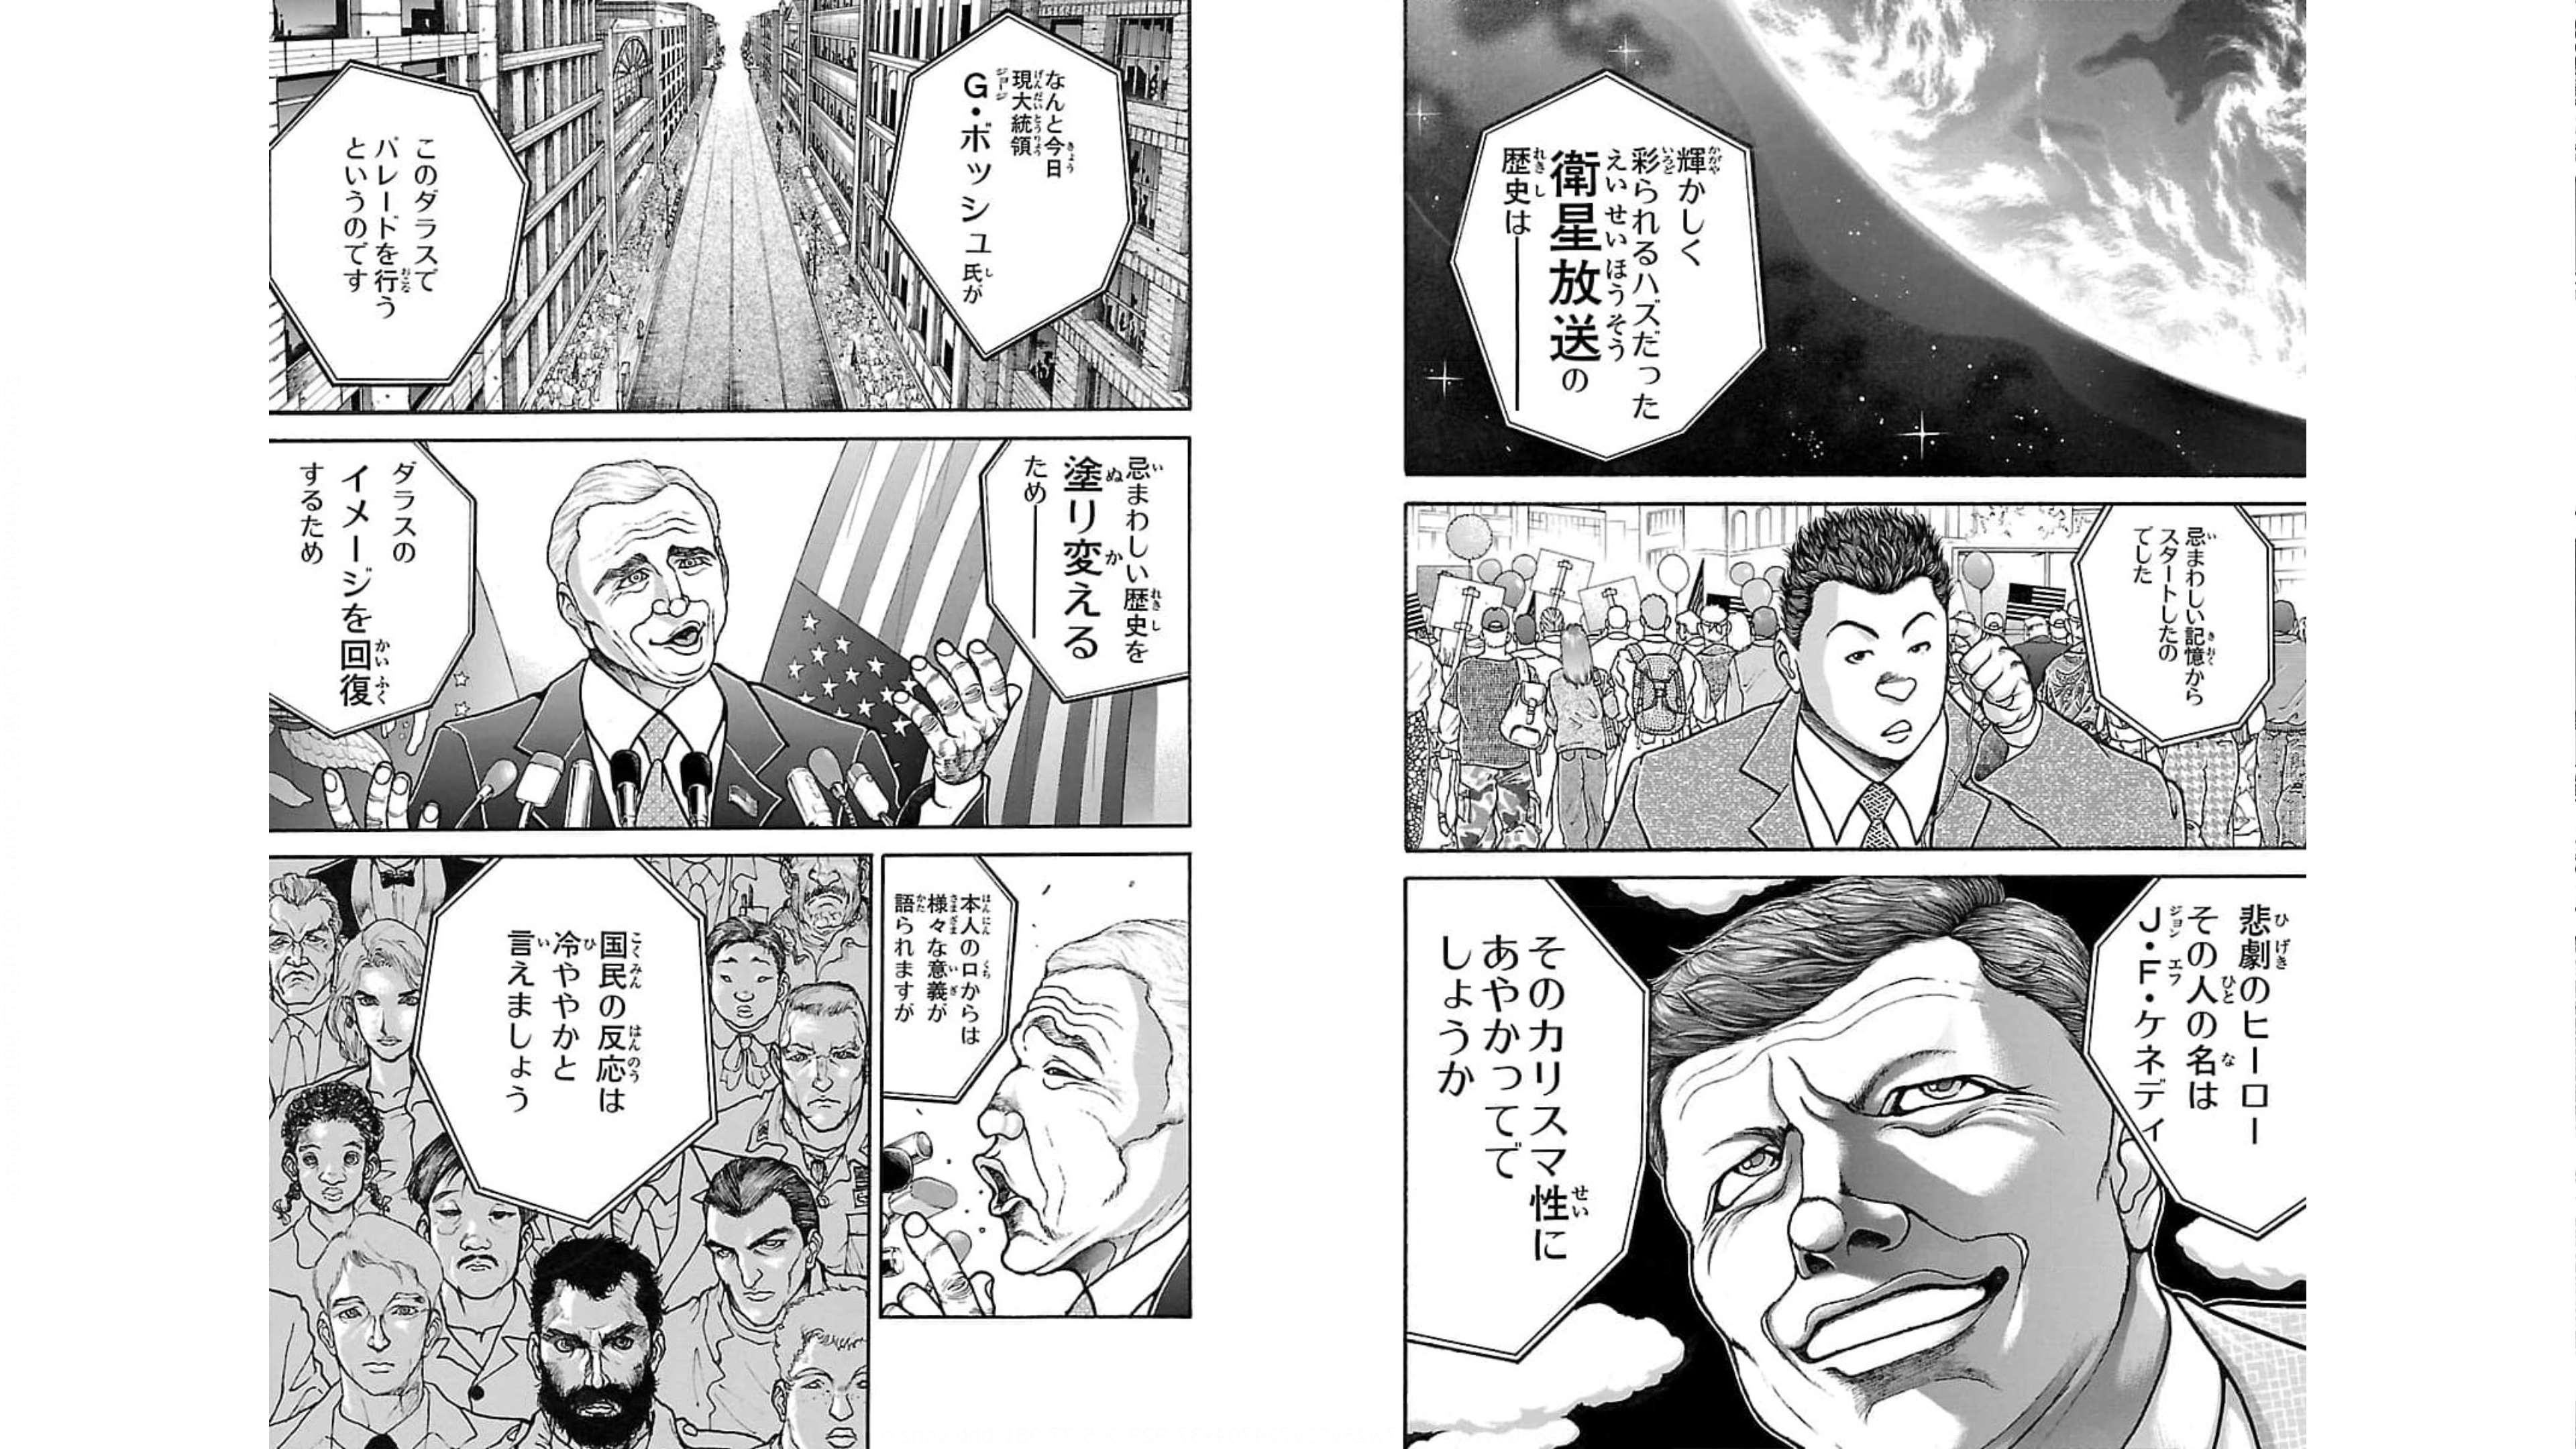 輝かしく
彩られるハズだった
衛星放送の
歴史は――
忌まわしい記憶から
スタートしたの
でした
悲劇のヒーロー
その人の名は
J・F・ケネディ
そのカリスマ性に
あやかってで
しょうか
なんと今日
現大統領
G・ボッシュ氏が
このダラスで
パレードを行う
というのです
忌まわしい歴史を
塗り変える
ため――
ダラスの
イメージを回復
するため
本人の口からは
様々な意義が
語られますが
国民の反応は
冷ややかと
言えましょう